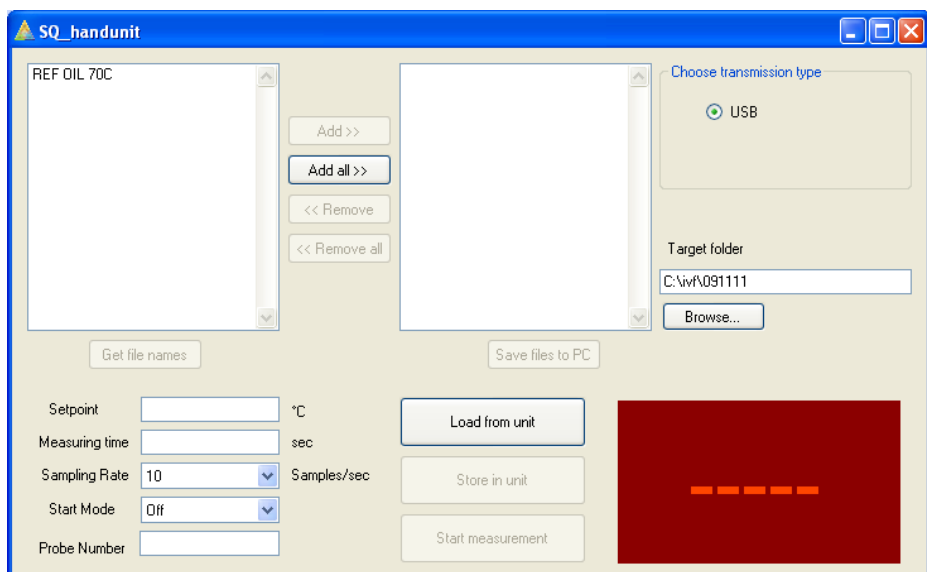 SQ_handunit
REF OIL 70C
Add >>
Add all >>
<< Remove
<< Remove all
Choose transmission type
USB
Target folder
C:\ivf\091111
Browse...
Get file names
Save files to PC
Setpoint °C
Measuring time sec
Sampling Rate 10 Samples/sec
Start Mode Off
Probe Number
Load from unit
Store in unit
Start measurement
-----